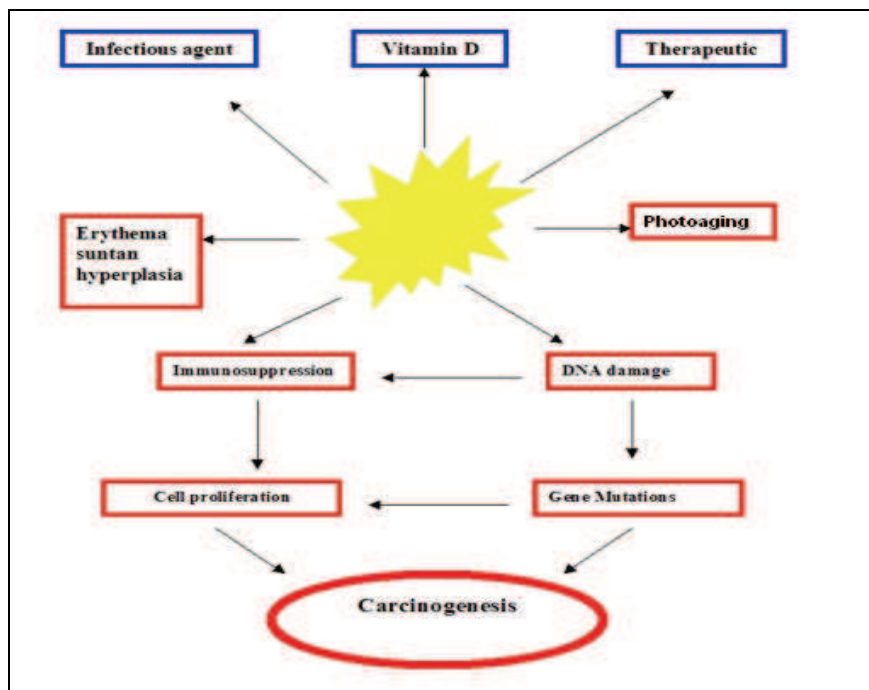 Infectious agent
Vitamin D
Therapeutic
Erythema
suntan
hyperplasia
Photoaging
Immunosuppression
DNA damage
Cell proliferation
Gene Mutations
Carcinogenesis